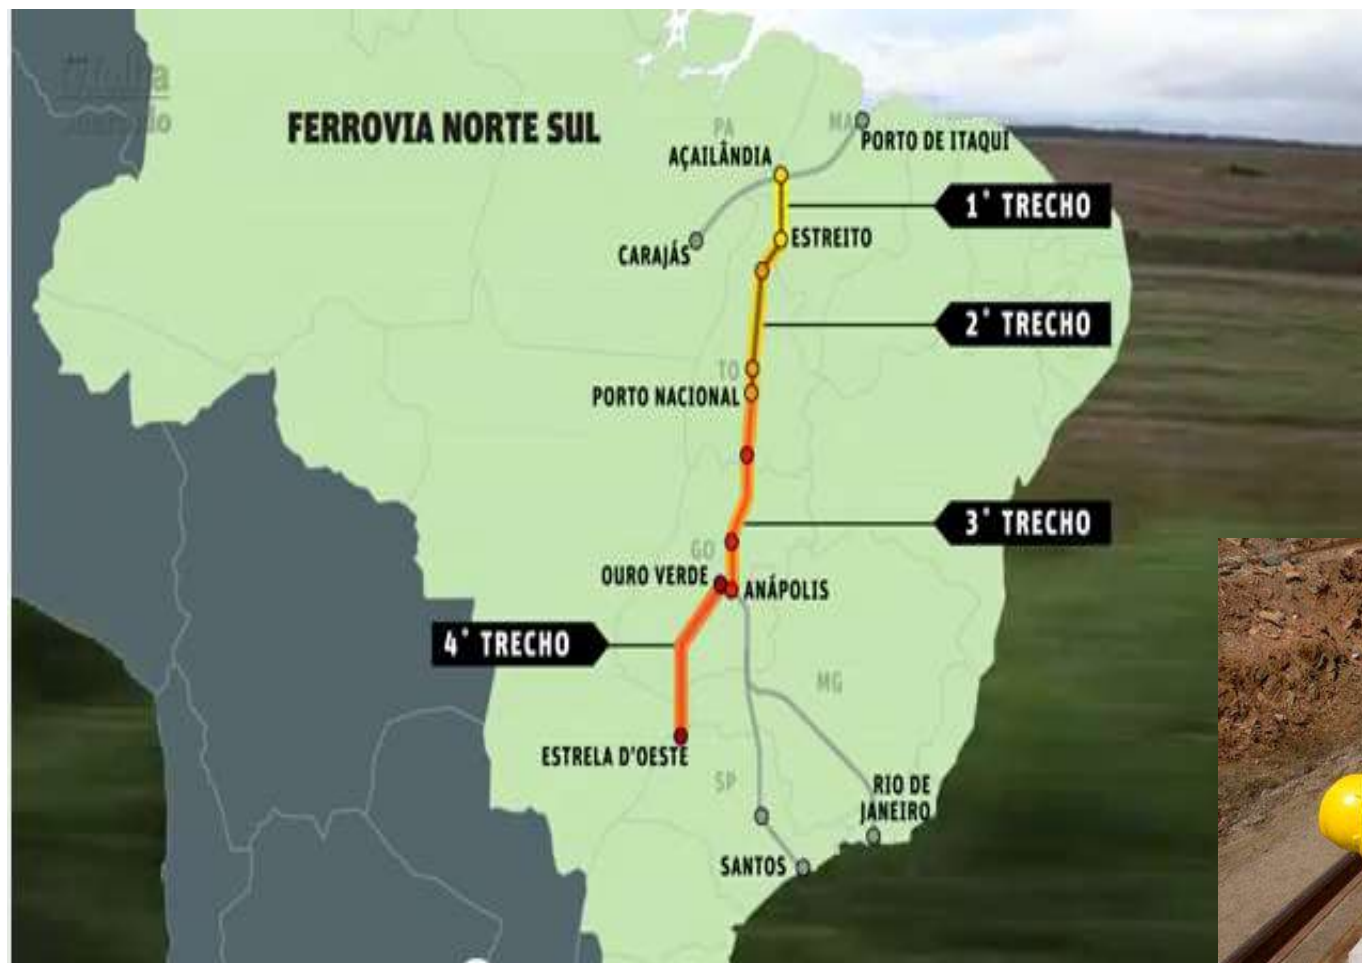 FERROVIA NORTE SUL
PA
MA
PORTO DE ITAQUI
AÇAILÂNDIA
1° TRECHO
ESTREITO
CARAJÁS
2° TRECHO
TO
PORTO NACIONAL
3° TRECHO
GO
OURO VERDE
ANÁPOLIS
4° TRECHO
MG
ESTRELA D'OESTE
SP
RIO DE
JANEIRO
SANTOS